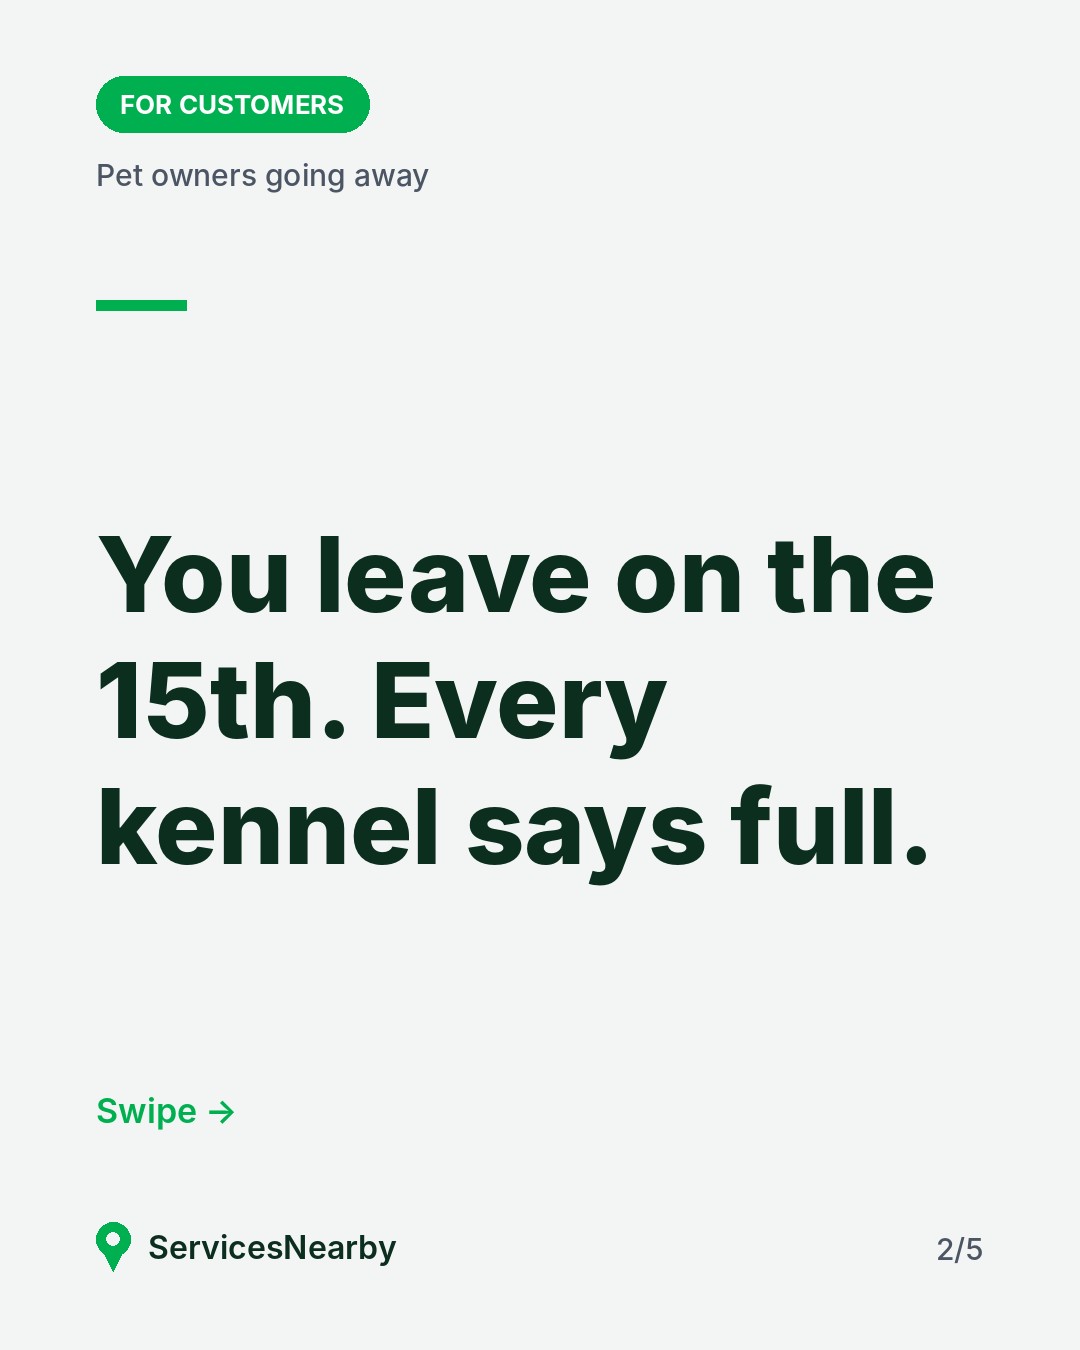 FOR CUSTOMERS
Pet owners going away
You leave on the
15th. Every
kennel says full.
Swipe →
ServicesNearby
2/5